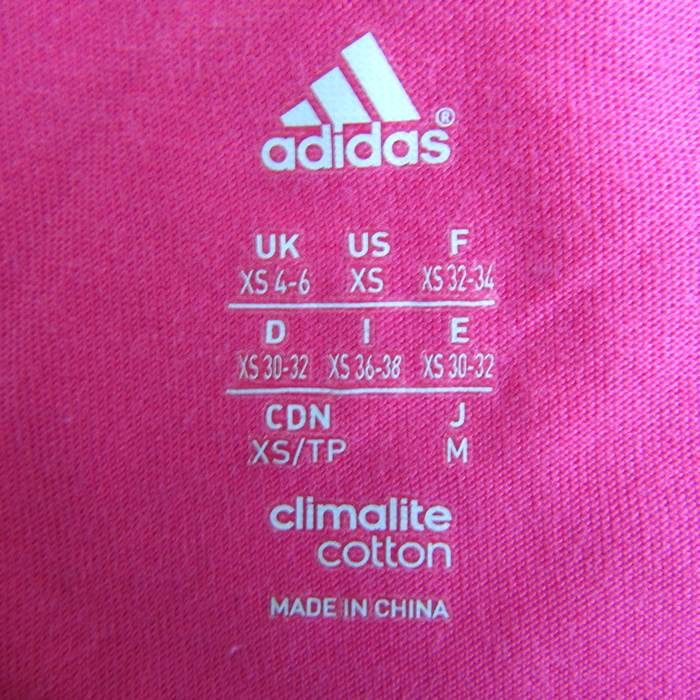 adidas®
UK US F
XS 4-6 XS XS 32-34
D I E
XS 30-32 XS 36-38 XS 30-32
CDN J
XS/TP M
climalite
cotton
MADE IN CHINA